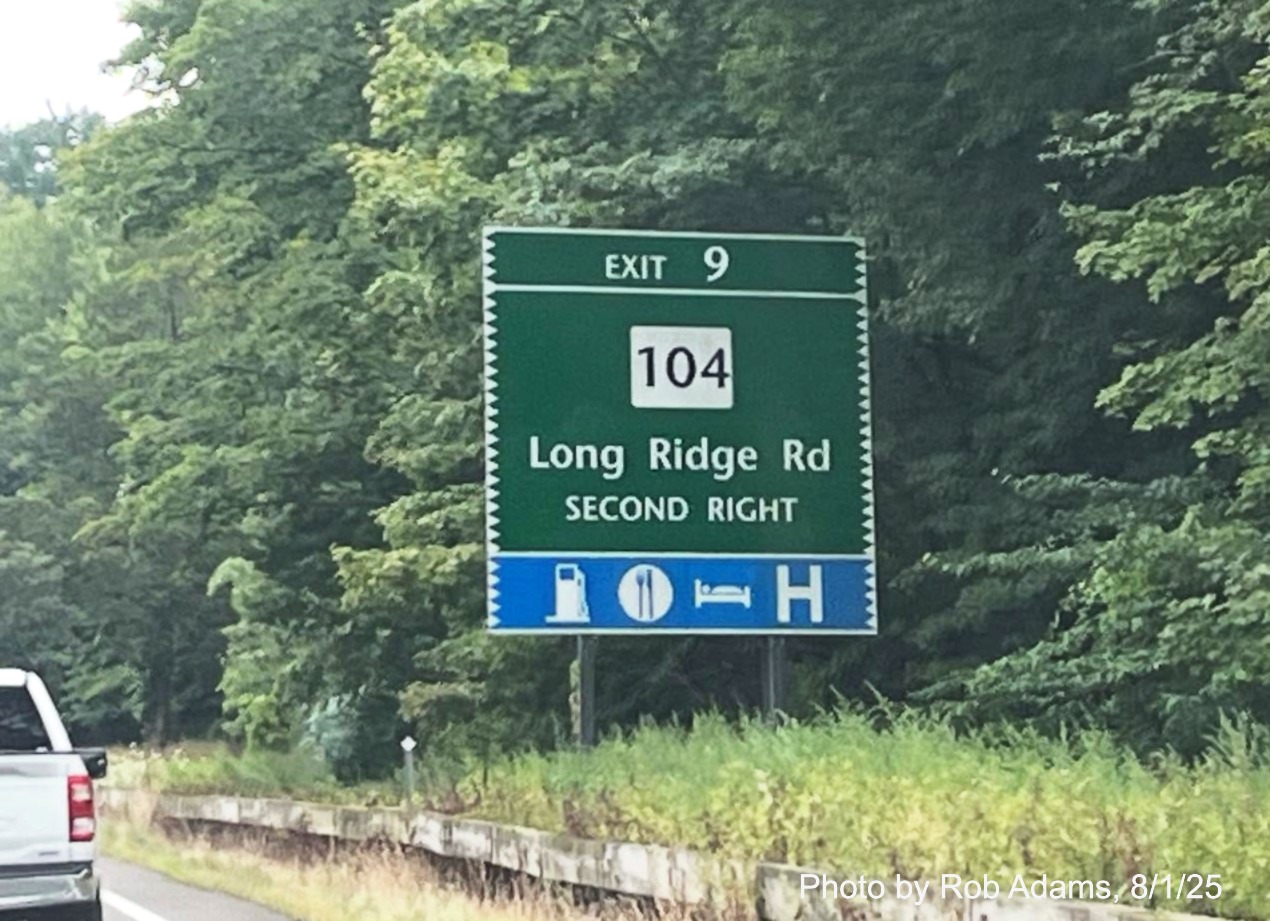 EXIT 9
104
Long Ridge Rd
SECOND RIGHT
H
Photo by Rob Adams, 8/1/25